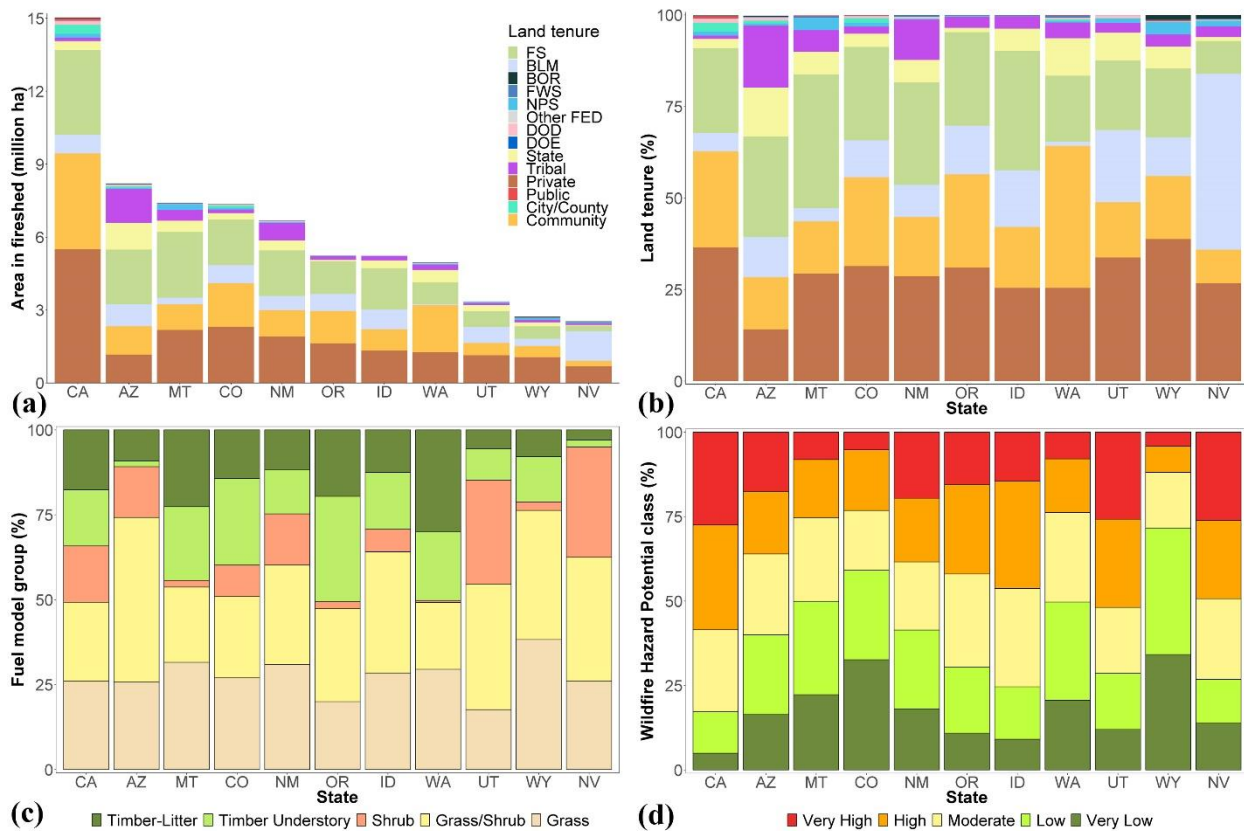 Area in fireshed (million ha)
15
12
9
6
3
0
Land tenure
FS
BLM
BOR
FWS
NPS
Other FED
DOD
DOE
State
Tribal
Private
Public
City/County
Community
CA AZ MT CO NM OR ID WA UT WY NV
(a)
Land tenure (%)
100
75
50
25
0
CA AZ MT CO NM OR ID WA UT WY NV
State
(b)
Fuel model group (%)
100
75
50
25
0
CA AZ MT CO NM OR ID WA UT WY NV
State
(c)
Timber-Litter Timber Understory Shrub Grass/Shrub Grass
Wildfire Hazard Potential class (%)
100
75
50
25
0
CA AZ MT CO NM OR ID WA UT WY NV
State
(d)
Very High High Moderate Low Very Low